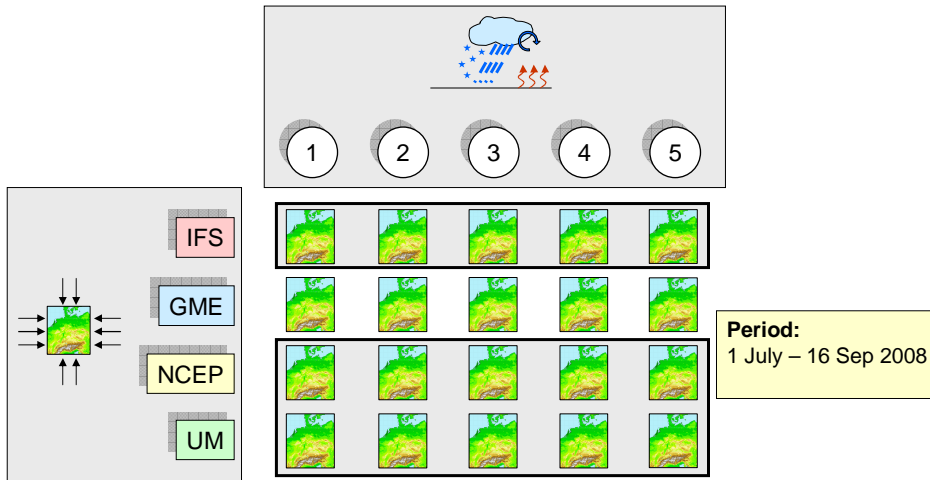 1 2 3 4 5
IFS
GME
NCEP
UM
Period:
1 July – 16 Sep 2008